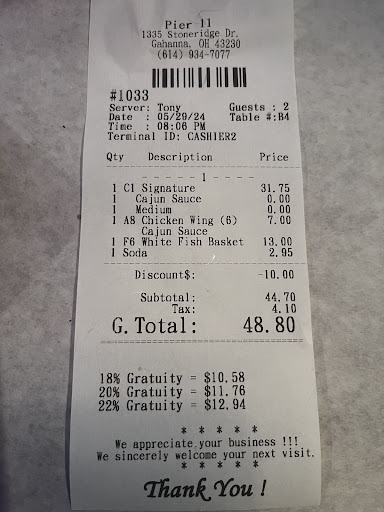 Pier 11
1335 Stoneridge Dr.
Gahanna, OH 43230
(614) 934-7077
#1033
Server: Tony Guests : 2
Date : 05/29/24 Table #:B4
Time : 08:06 PM
Terminal ID: CASHIER2
Qty Description Price
- - - - - 1 - - - -
1 C1 Signature 31.75
1 Cajun Sauce 0.00
1 Medium 0.00
1 A8 Chicken Wing (6) 7.00
Cajun Sauce
1 F6 White Fish Basket 13.00
1 Soda 2.95
Discount$: -10.00
Subtotal: 44.70
Tax: 4.10
G. Total: 48.80
18% Gratuity = $10.58
20% Gratuity = $11.76
22% Gratuity = $12.94
* * * * *
We appreciate your business !!!
We sincerely welcome your next visit.
* * * * *
Thank You !